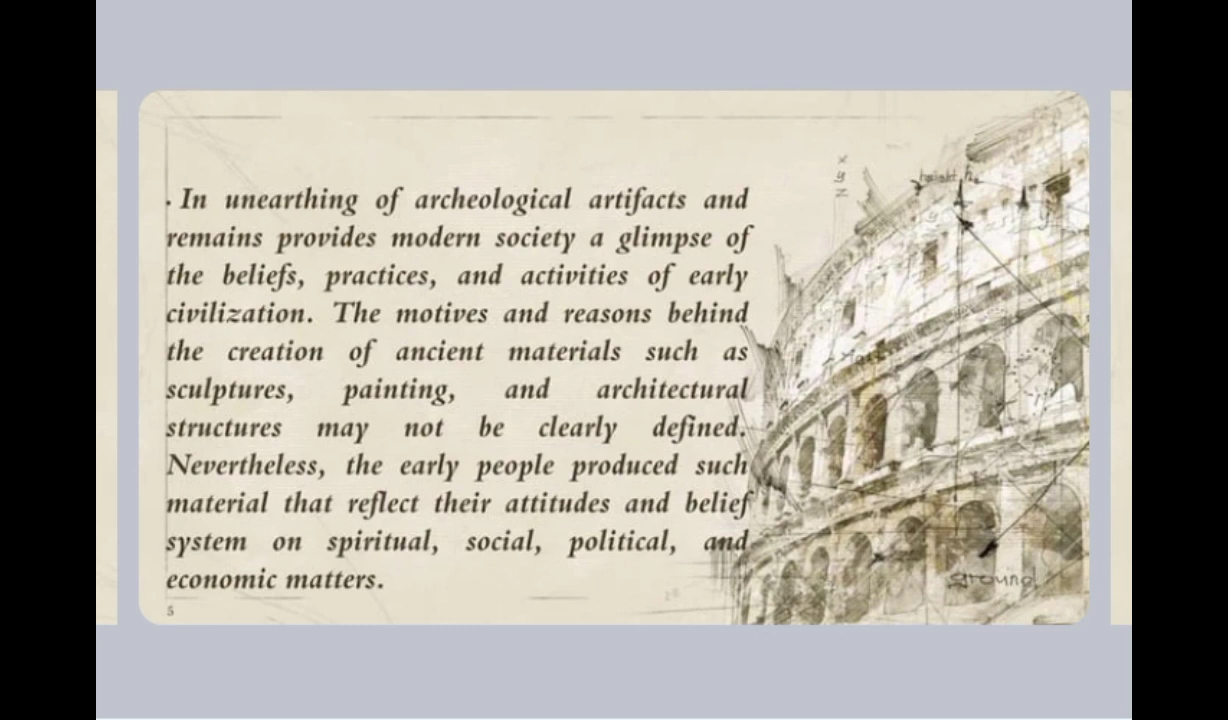 · In unearthing of archeological artifacts and
remains provides modern society a glimpse of
the beliefs, practices, and activities of early
civilization. The motives and reasons behind
the creation of ancient materials such as
sculptures, painting, and architectural
structures may not be clearly defined.
Nevertheless, the early people produced such
material that reflect their attitudes and belief
system on spiritual, social, political, and
economic matters.
5
x y z
height h
ground